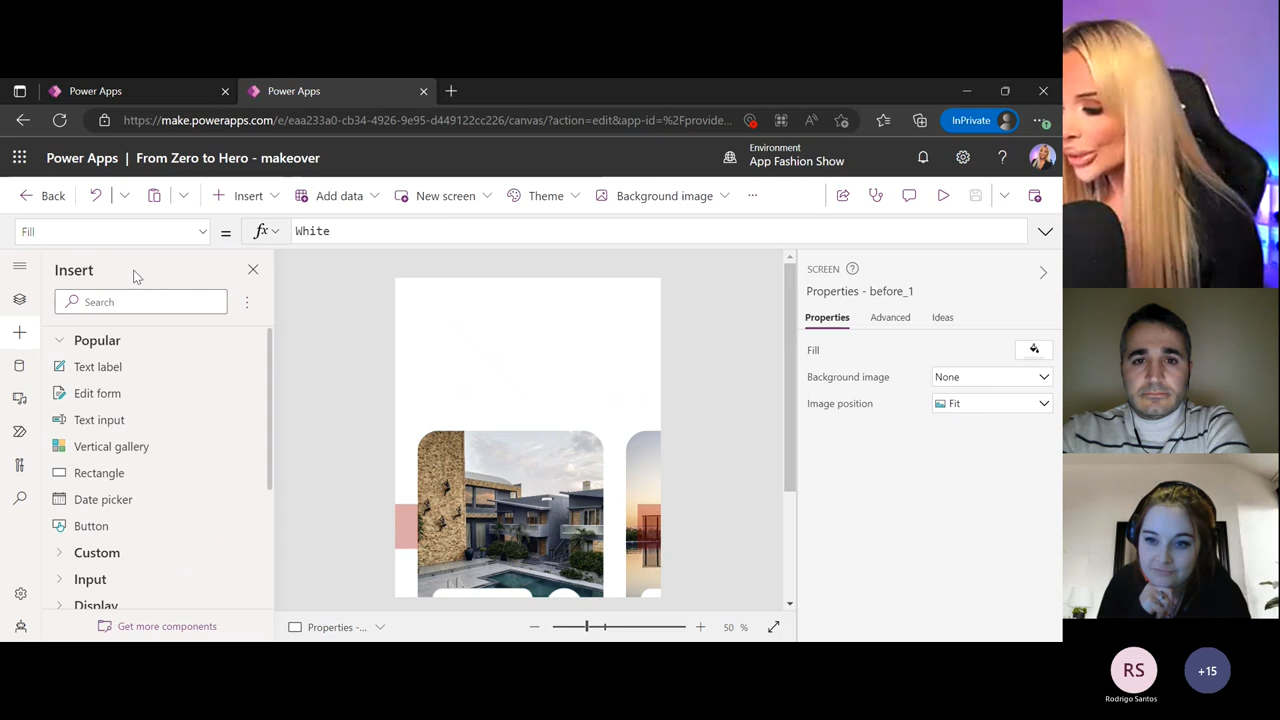 Power Apps
Power Apps
https://make.powerapps.com/e/eaa233a0-cb34-4926-9e95-d449122cc226/canvas/?action=edit&app-id=%2Fprovide...
InPrivate
Power Apps | From Zero to Hero - makeover
Environment
App Fashion Show
Back
Insert
Add data
New screen
Theme
Background image
Fill
=
fx
White
Insert
Search
Popular
Text label
Edit form
Text input
Vertical gallery
Rectangle
Date picker
Button
Custom
Input
Display
Get more components
SCREEN
Properties - before_1
Properties
Advanced
Ideas
Fill
Background image
None
Image position
Fit
Properties -...
50 %
RS
Rodrigo Santos
+15